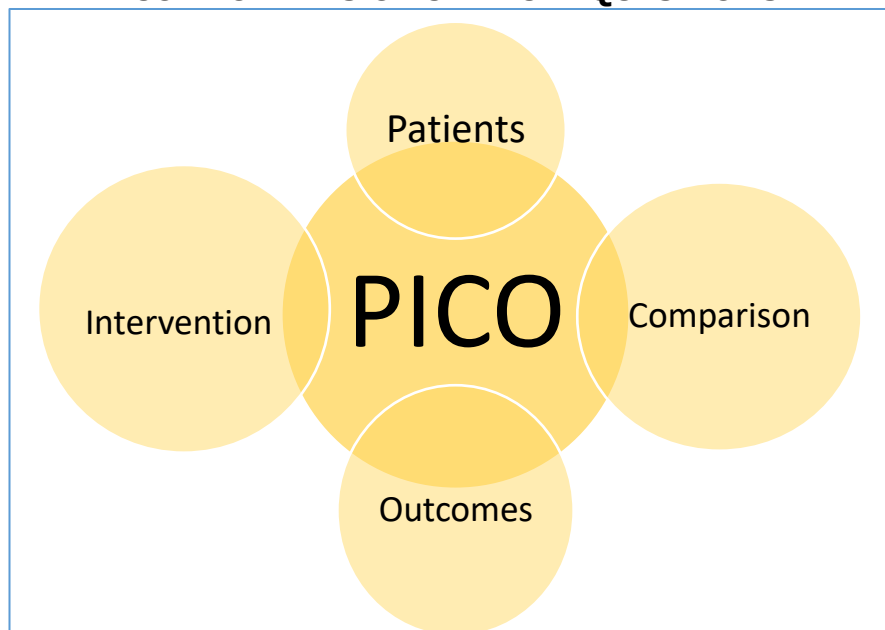 Patients
Intervention
PICO
Comparison
Outcomes